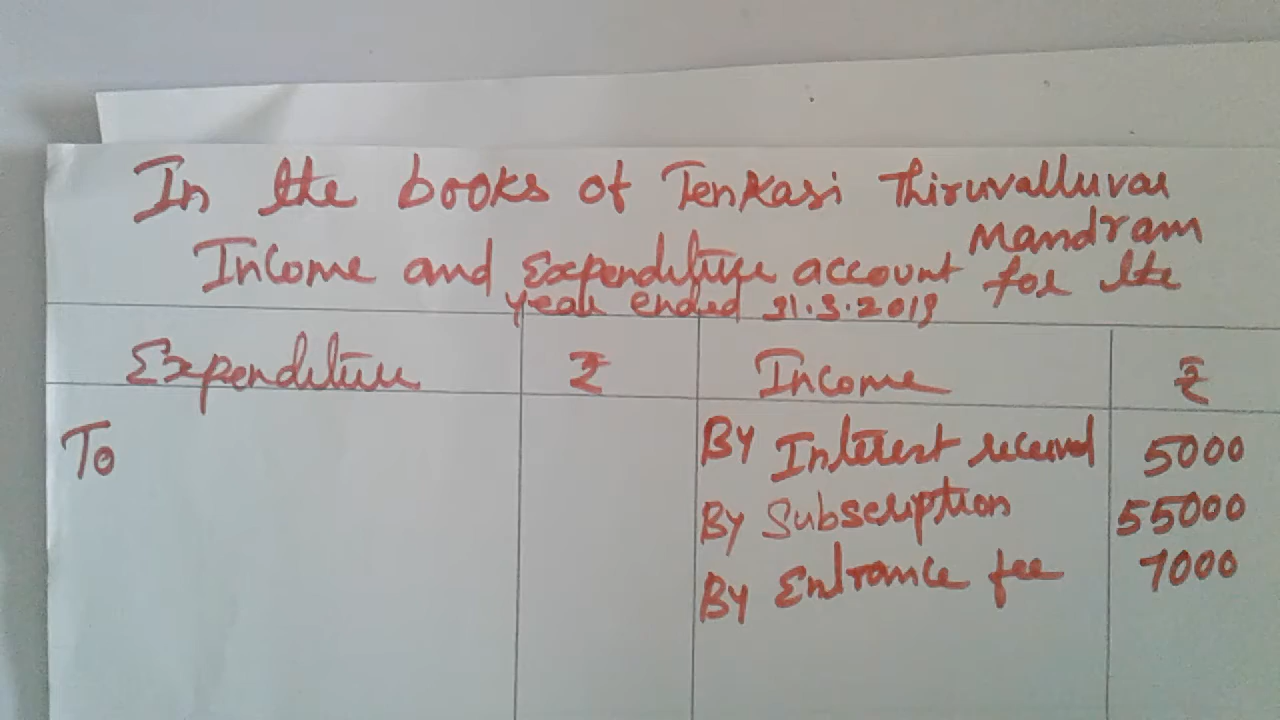 In the books of Tenkasi Thiruvalluvar
Mandram
Income and Expenditure account for the
year ended 31.3.2019
Expenditure ₹ Income ₹
To By Interest received 5000
By Subscription 55000
By Entrance fee 7000